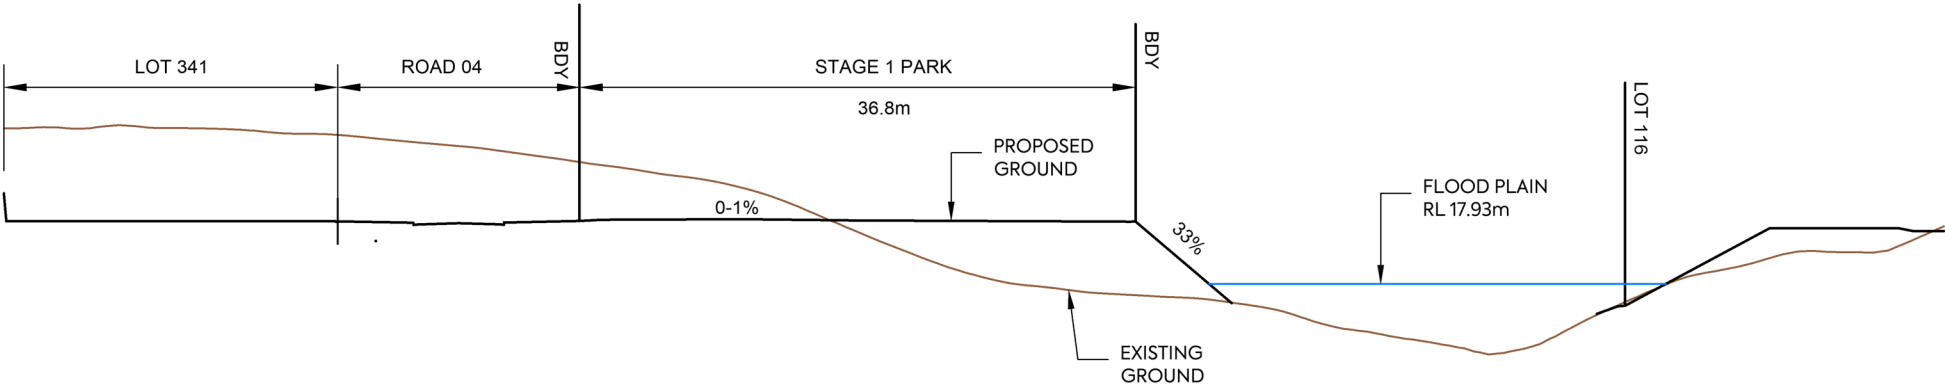 LOT 341
ROAD 04
BDY
STAGE 1 PARK
36.8m
BDY
LOT 116
PROPOSED
GROUND
FLOOD PLAIN
RL 17.93m
0-1%
33%
EXISTING
GROUND